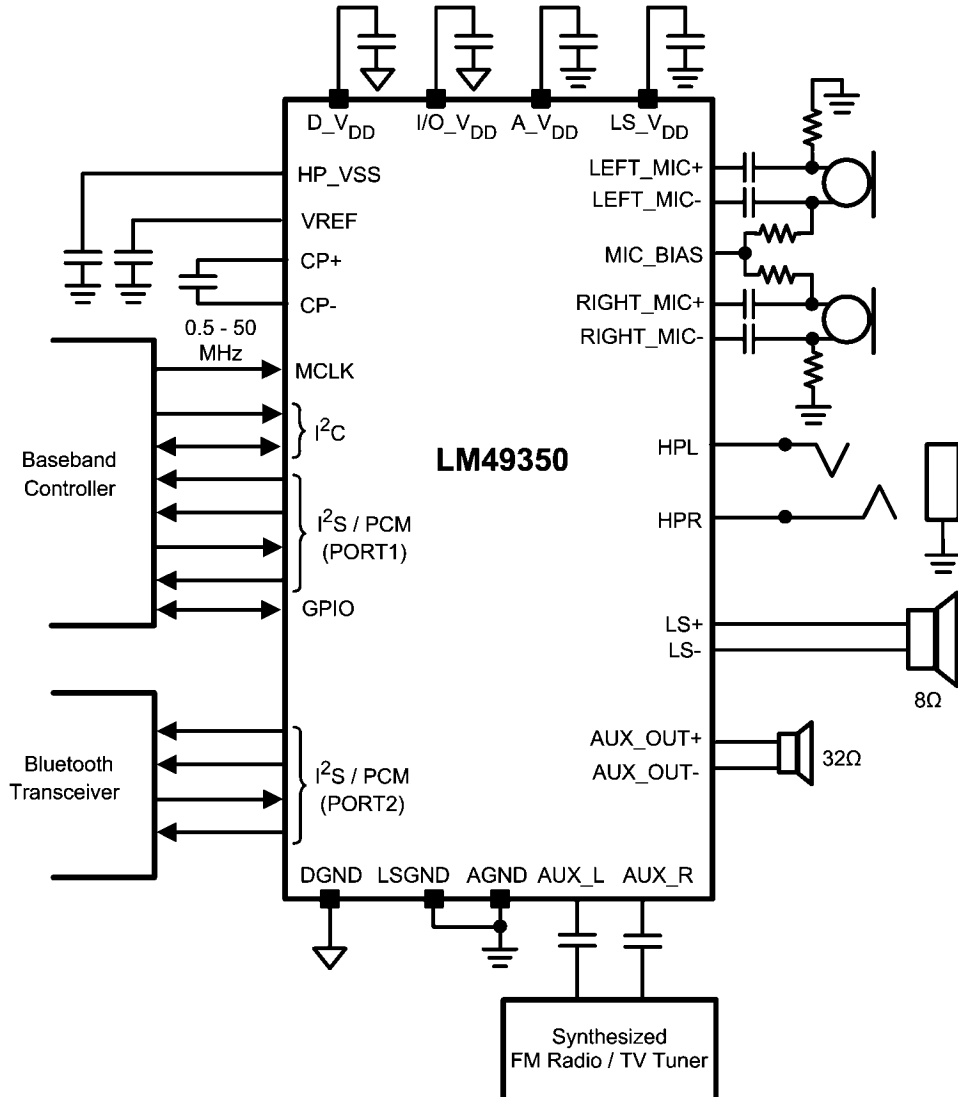 D_VDD
I/O_VDD
A_VDD
LS_VDD
HP_VSS
VREF
CP+
CP-
0.5 - 50
MHz
MCLK
I²C
I²S / PCM
(PORT1)
GPIO
Baseband
Controller
I²S / PCM
(PORT2)
Bluetooth
Transceiver
LM49350
LEFT_MIC+
LEFT_MIC-
MIC_BIAS
RIGHT_MIC+
RIGHT_MIC-
HPL
HPR
LS+
LS-
8Ω
AUX_OUT+
AUX_OUT-
32Ω
DGND
LSGND
AGND
AUX_L
AUX_R
Synthesized
FM Radio / TV Tuner